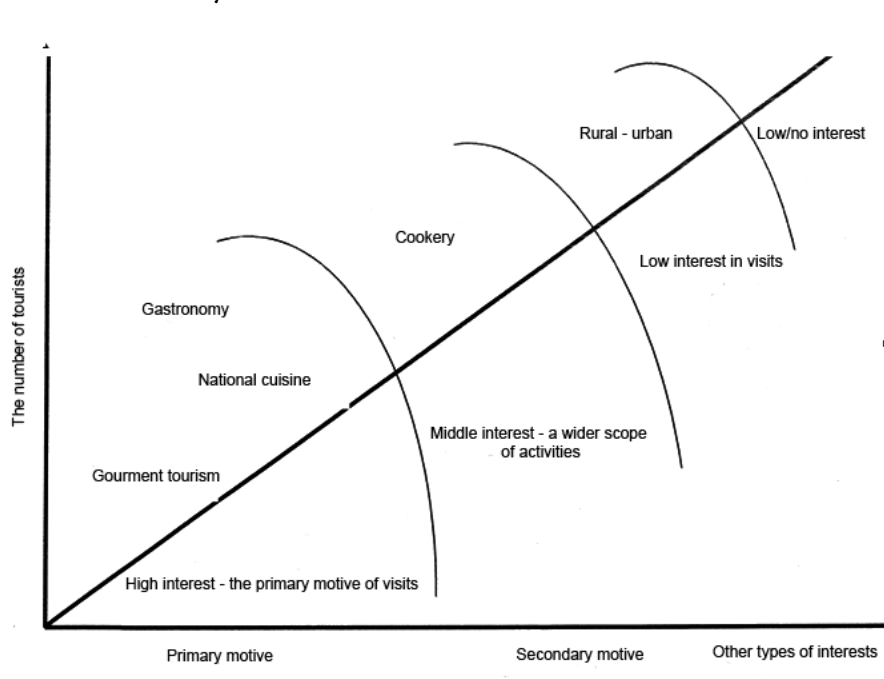 Rural - urban
Low/no interest
Cookery
Low interest in visits
Gastronomy
The number of tourists
National cuisine
Middle interest - a wider scope
of activities
Gourment tourism
High interest - the primary motive of visits
Primary motive
Secondary motive
Other types of interests